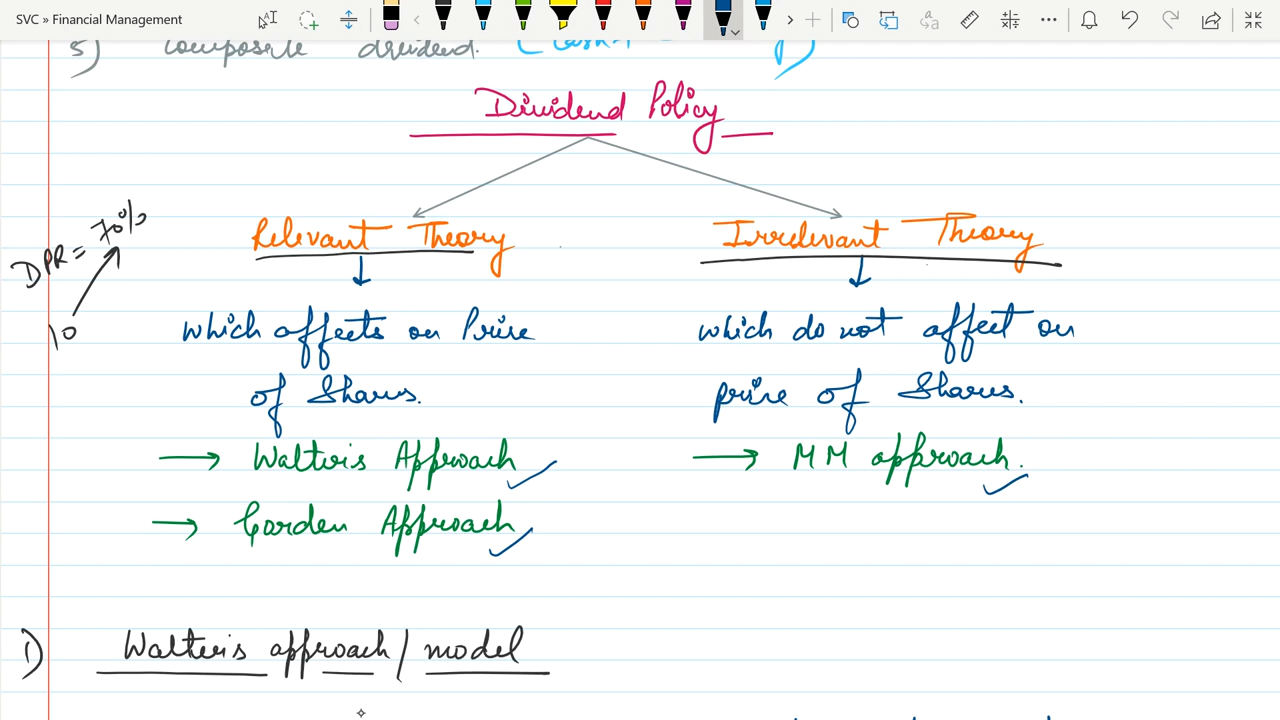 SVC » Financial Management
5) composite dividend. (Cash +
Dividend Policy
DPR = 70%
10
Relevant Theory
Irrelevant Theory
which affects on Price
of Shares.
which do not affect on
price of Shares.
→ Walter's Approach ✓
→ Gorden Approach ✓
→ MM approach. ✓
1) Walter's approach / model